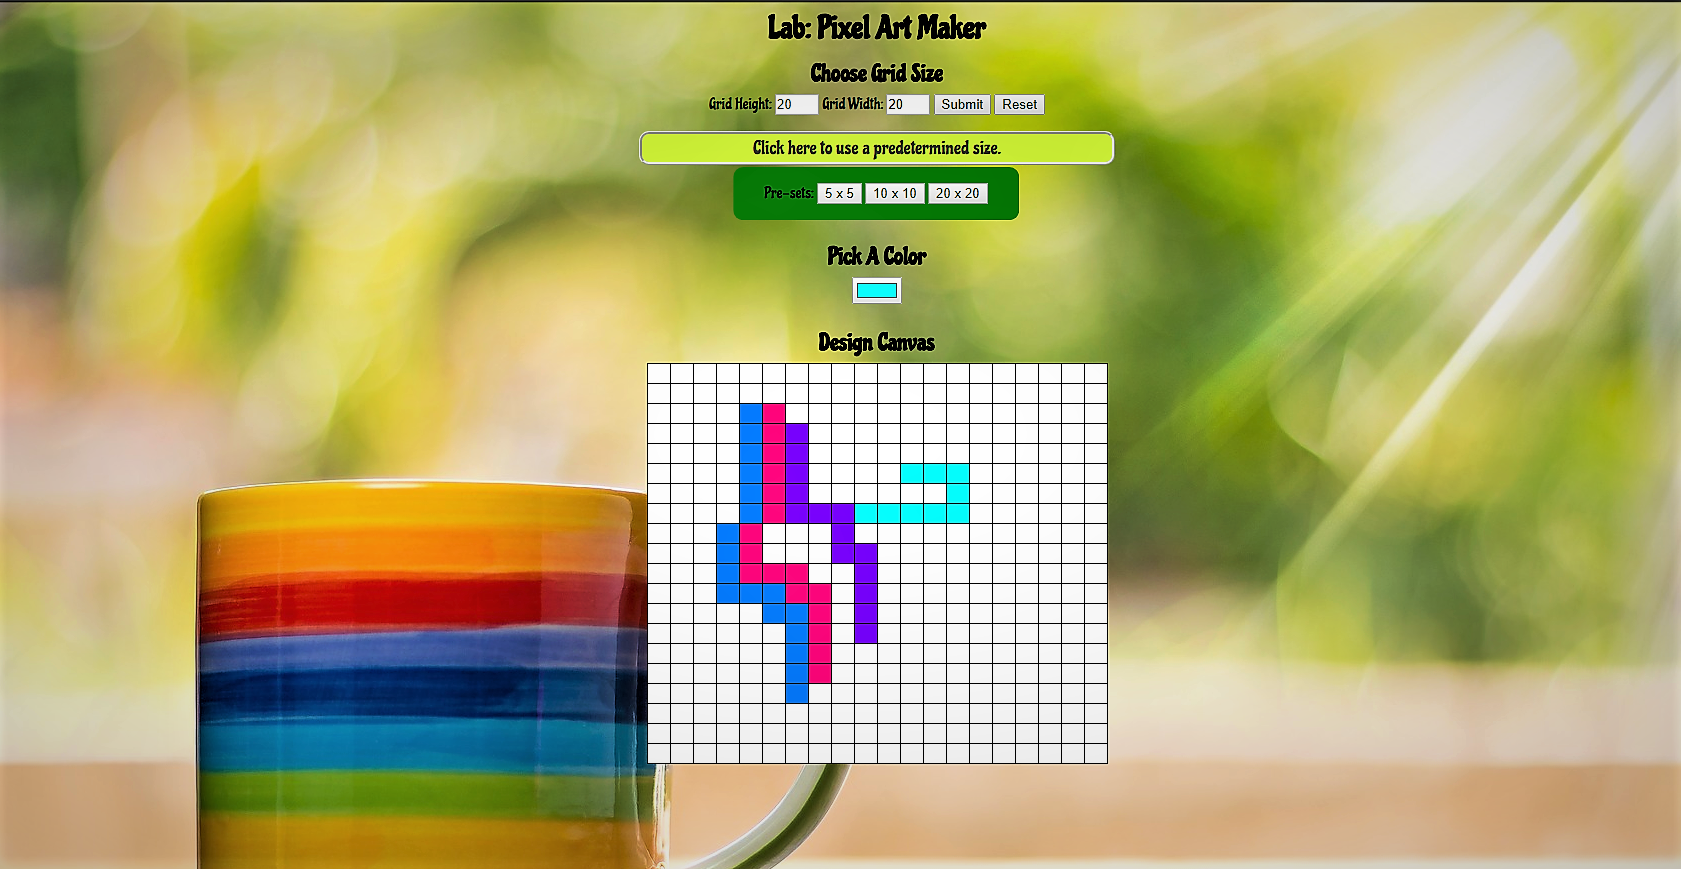 Lab: Pixel Art Maker
Choose Grid Size
Grid Height: 20 Grid Width: 20 Submit Reset
Click here to use a predetermined size.
Pre-sets: 5 x 5 10 x 10 20 x 20
Pick A Color
Design Canvas